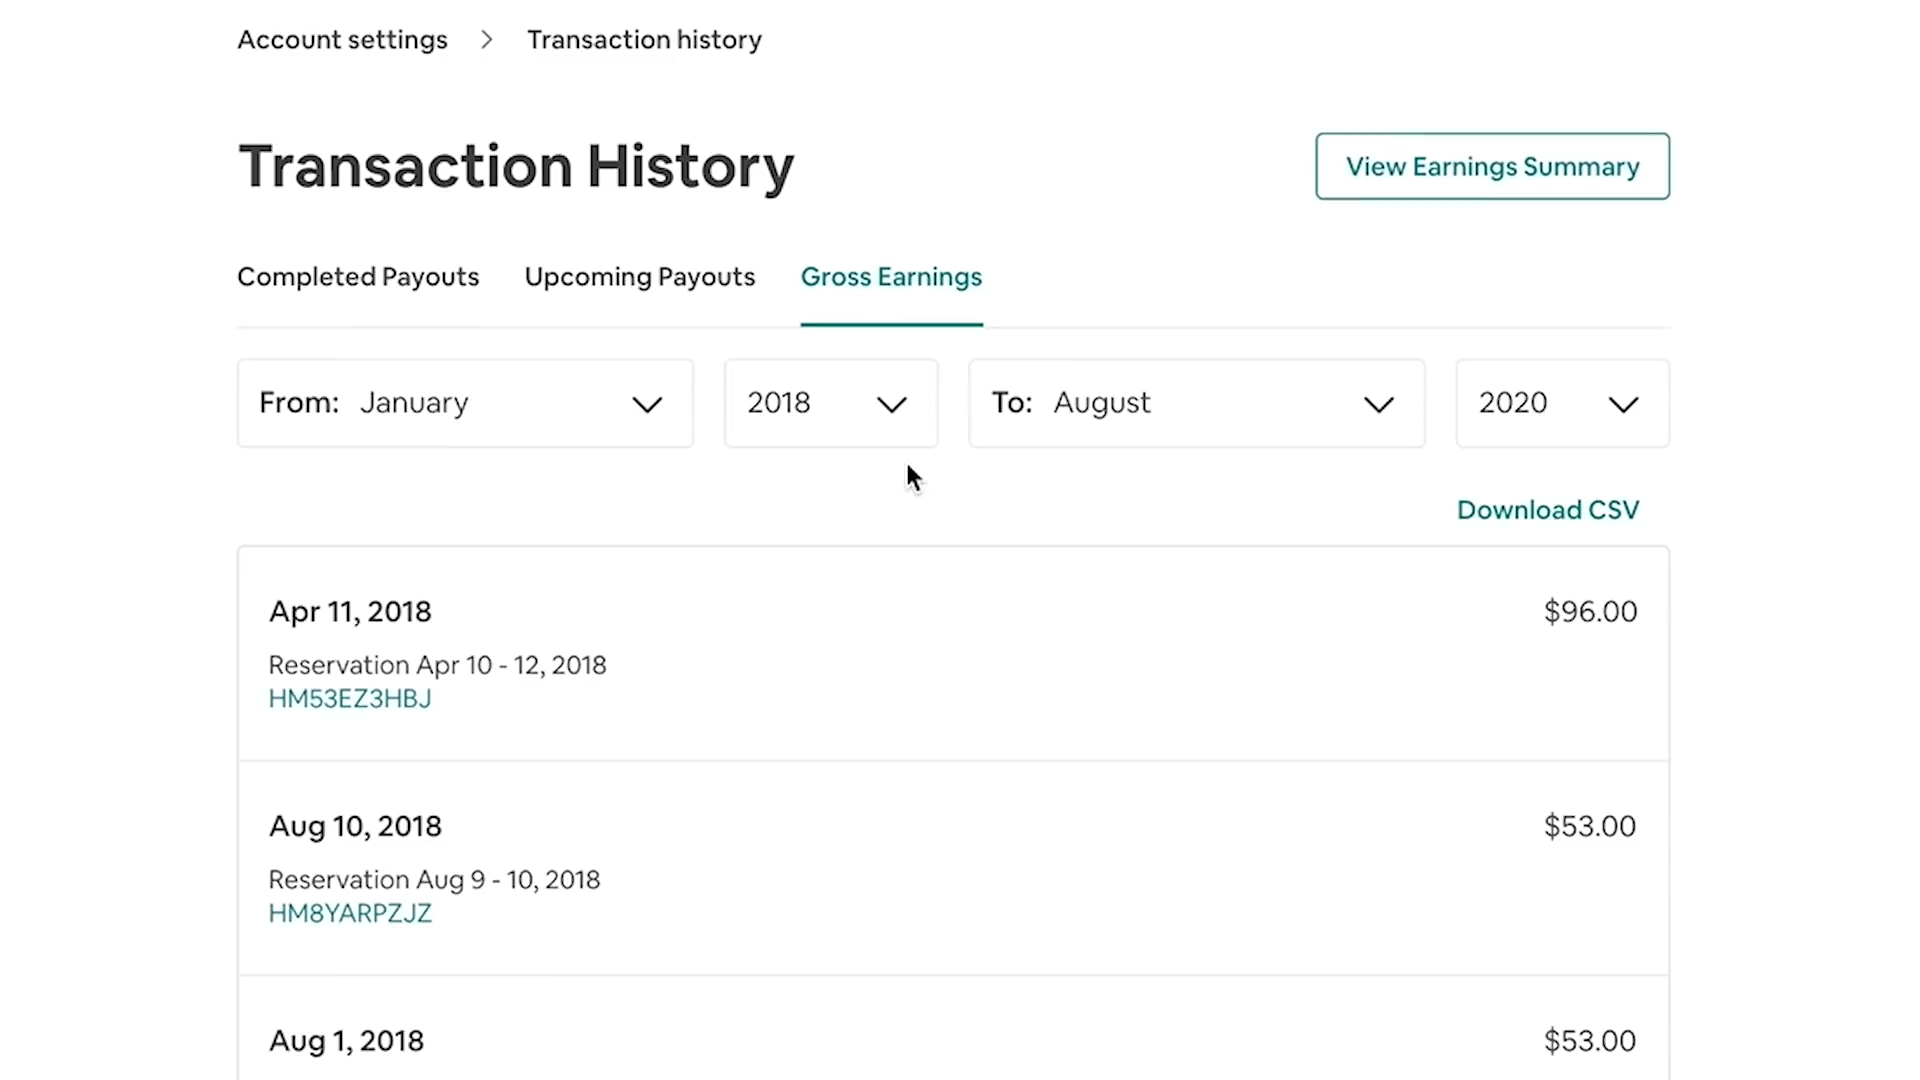 Account settings > Transaction history
Transaction History
View Earnings Summary
Completed Payouts Upcoming Payouts Gross Earnings
From: January 2018 To: August 2020
Download CSV
Apr 11, 2018 $96.00
Reservation Apr 10 - 12, 2018
HM53EZ3HBJ
Aug 10, 2018 $53.00
Reservation Aug 9 - 10, 2018
HM8YARPZJZ
Aug 1, 2018 $53.00